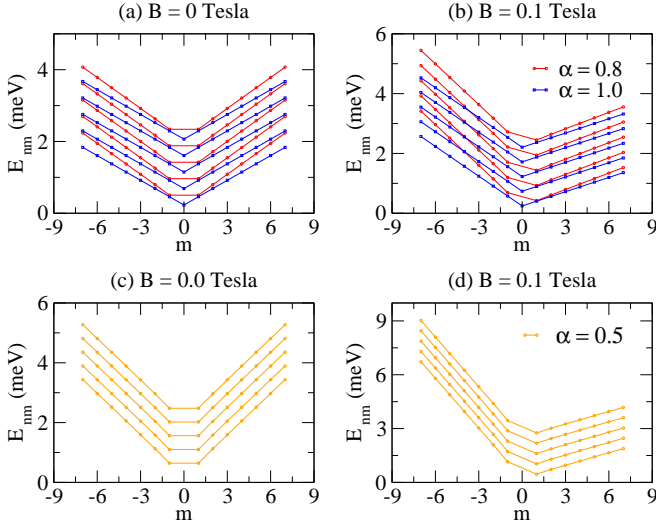 (a) B = 0 Tesla
(b) B = 0.1 Tesla
E nm (meV)
0
2
4
-9 -6 -3 0 3 6 9
m
E nm (meV)
0
2
4
6
α = 0.8
α = 1.0
-9 -6 -3 0 3 6 9
m
(c) B = 0.0 Tesla
(d) B = 0.1 Tesla
E nm (meV)
0
2
4
6
-9 -6 -3 0 3 6 9
m
E nm (meV)
0
3
6
9
α = 0.5
-9 -6 -3 0 3 6 9
m